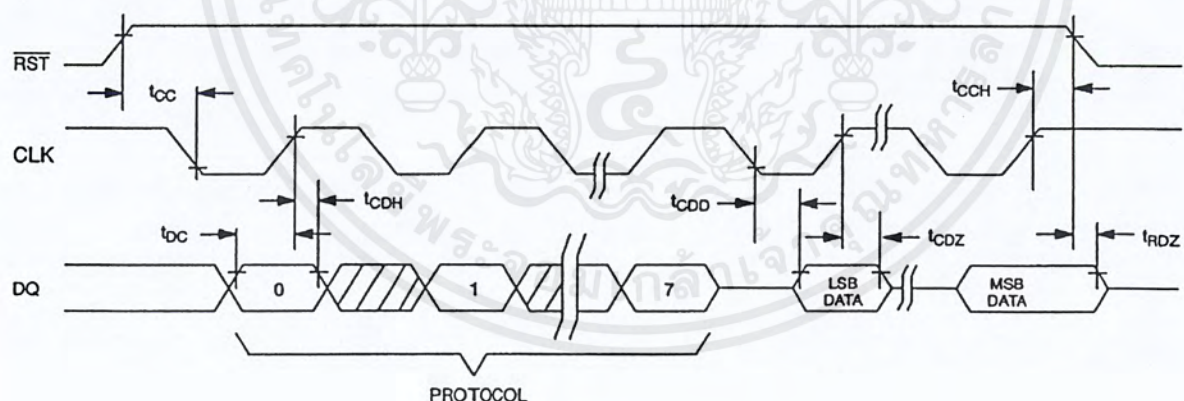 RST
tCC
tCCH
CLK
tCDH
tCDD
tDC
tCDZ
tRDZ
DQ
0
1
7
LSB
DATA
MSB
DATA
PROTOCOL